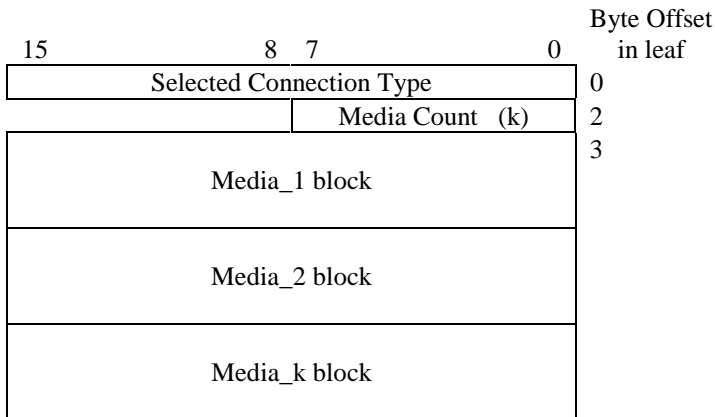 Byte Offset
15 8 7 0 in leaf
Selected Connection Type 0
Media Count (k) 2
3
Media_1 block
Media_2 block
Media_k block